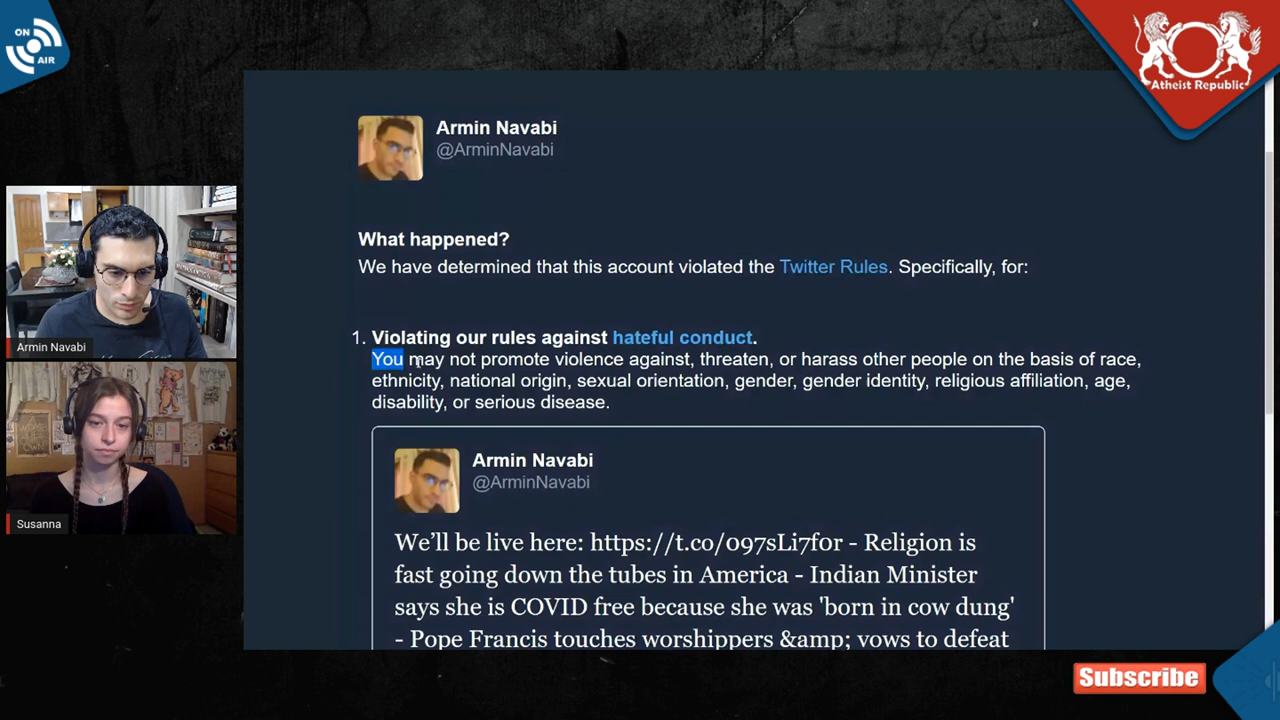 ON
AIR
Atheist Republic
Armin Navabi
@ArminNavabi
What happened?
We have determined that this account violated the Twitter Rules. Specifically, for:
1. Violating our rules against hateful conduct.
You may not promote violence against, threaten, or harass other people on the basis of race,
ethnicity, national origin, sexual orientation, gender, gender identity, religious affiliation, age,
disability, or serious disease.
Armin Navabi
@ArminNavabi
We'll be live here: https://t.co/097sLi7f0r - Religion is
fast going down the tubes in America - Indian Minister
says she is COVID free because she was 'born in cow dung'
- Pope Francis touches worshippers &amp; vows to defeat
Armin Navabi
Susanna
Subscribe